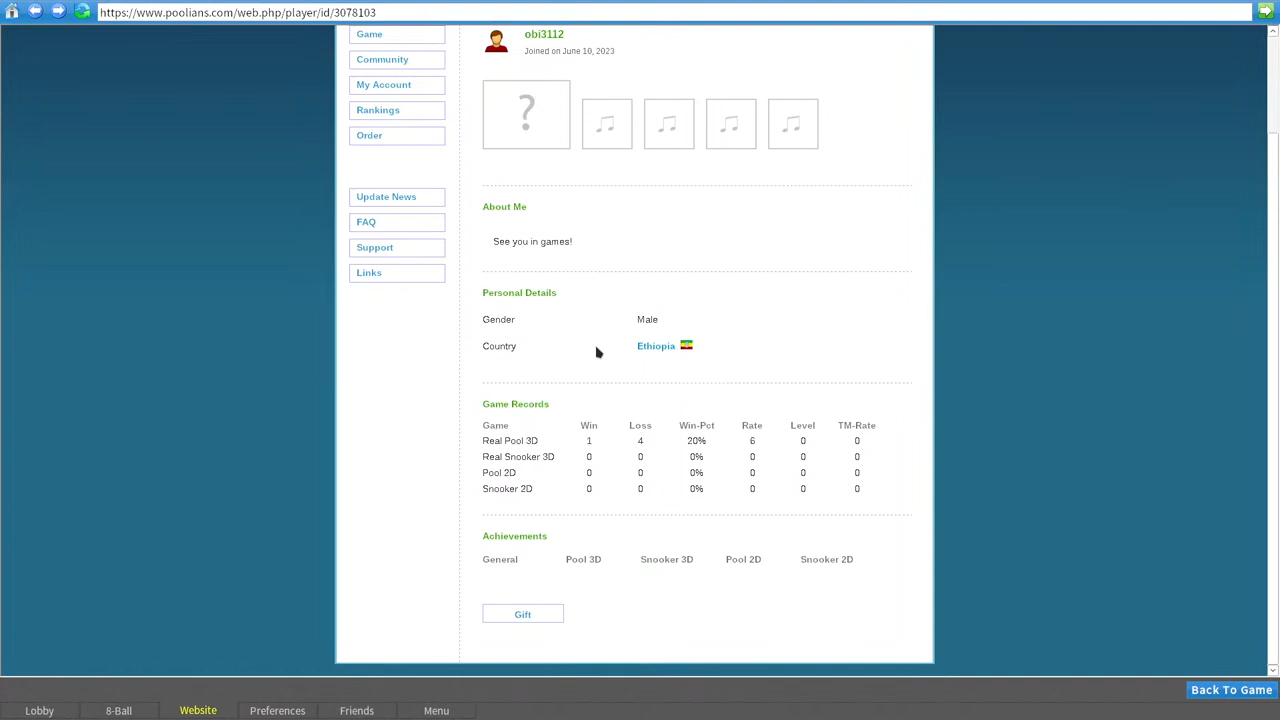 https://www.poolians.com/web.php/player/id/3078103
Game
Community
My Account
Rankings
Order
Update News
FAQ
Support
Links
obi3112
Joined on June 10, 2023
?
About Me
See you in games!
Personal Details
Gender Male
Country Ethiopia
Game Records
Game Win Loss Win-Pct Rate Level TM-Rate
Real Pool 3D 1 4 20% 6 0 0
Real Snooker 3D 0 0 0% 0 0 0
Pool 2D 0 0 0% 0 0 0
Snooker 2D 0 0 0% 0 0 0
Achievements
General Pool 3D Snooker 3D Pool 2D Snooker 2D
Gift
Back To Game
Lobby 8-Ball Website Preferences Friends Menu